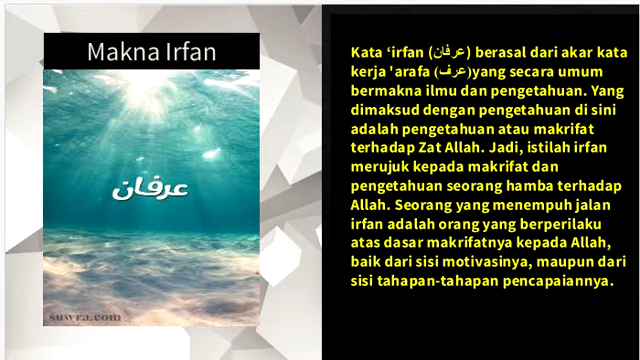 Makna Irfan
عرفان
suwra.com
Kata ‘irfan (عرفان) berasal dari akar kata
kerja 'arafa (عرف)yang secara umum
bermakna ilmu dan pengetahuan. Yang
dimaksud dengan pengetahuan di sini
adalah pengetahuan atau makrifat
terhadap Zat Allah. Jadi, istilah irfan
merujuk kepada makrifat dan
pengetahuan seorang hamba terhadap
Allah. Seorang yang menempuh jalan
irfan adalah orang yang berperilaku
atas dasar makrifatnya kepada Allah,
baik dari sisi motivasinya, maupun dari
sisi tahapan-tahapan pencapaiannya.